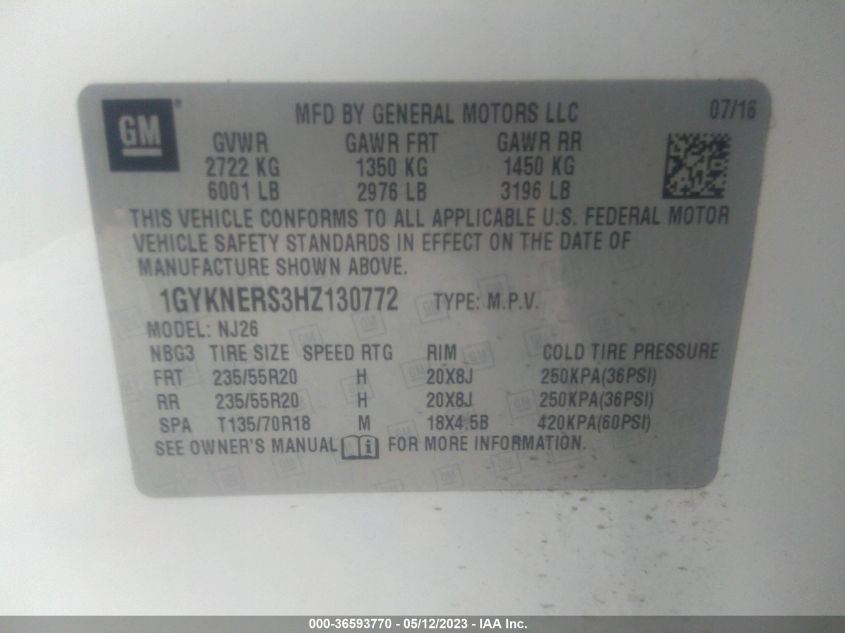 GM
®
MFD BY GENERAL MOTORS LLC 07/16
GVWR GAWR FRT GAWR RR
2722 KG 1350 KG 1450 KG
6001 LB 2976 LB 3196 LB
THIS VEHICLE CONFORMS TO ALL APPLICABLE U.S. FEDERAL MOTOR
VEHICLE SAFETY STANDARDS IN EFFECT ON THE DATE OF
MANUFACTURE SHOWN ABOVE.
1GYKNERS3HZ130772 TYPE: M.P.V.
MODEL: NJ26
NBG3 TIRE SIZE SPEED RTG RIM COLD TIRE PRESSURE
FRT 235/55R20 H 20X8J 250KPA(36PSI)
RR 235/55R20 H 20X8J 250KPA(36PSI)
SPA T135/70R18 M 18X4.5B 420KPA(60PSI)
SEE OWNER'S MANUAL i FOR MORE INFORMATION.
000-36593770 - 05/12/2023 - IAA Inc.